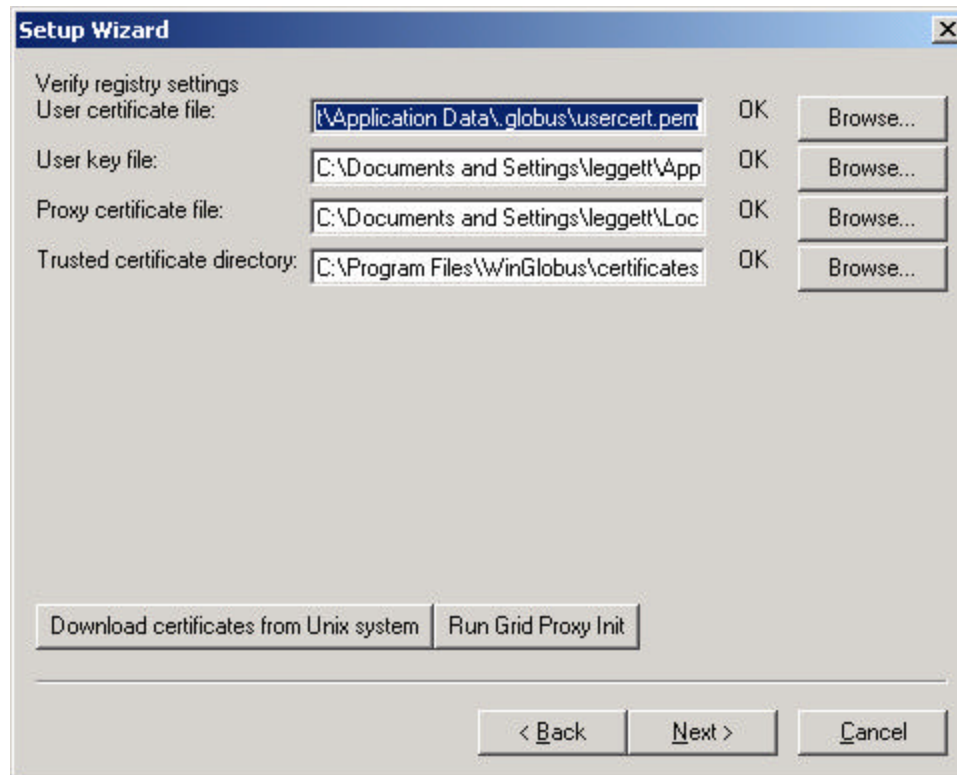 Setup Wizard
Verify registry settings
User certificate file: t\Application Data\.globus\usercert.pem OK Browse...
User key file: C:\Documents and Settings\leggett\App OK Browse...
Proxy certificate file: C:\Documents and Settings\leggett\Loc OK Browse...
Trusted certificate directory: C:\Program Files\WinGlobus\certificates OK Browse...
Download certificates from Unix system Run Grid Proxy Init
< Back Next > Cancel